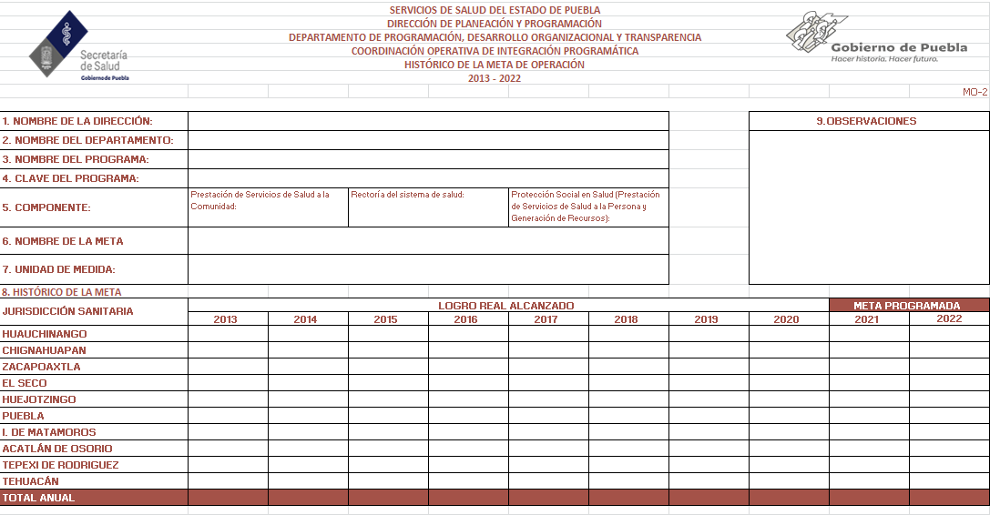 SERVICIOS DE SALUD DEL ESTADO DE PUEBLA
DIRECCIÓN DE PLANEACIÓN Y PROGRAMACIÓN
DEPARTAMENTO DE PROGRAMACIÓN, DESARROLLO ORGANIZACIONAL Y TRANSPARENCIA
COORDINACIÓN OPERATIVA DE INTEGRACIÓN PROGRAMÁTICA
HISTÓRICO DE LA META DE OPERACIÓN
2013 - 2022
Secretaría
de Salud
Gobierno de Puebla
Gobierno de Puebla
Hacer historia. Hacer futuro.
MO-2
1. NOMBRE DE LA DIRECCIÓN:
2. NOMBRE DEL DEPARTAMENTO:
3. NOMBRE DEL PROGRAMA:
4. CLAVE DEL PROGRAMA:
5. COMPONENTE:
Prestación de Servicios de Salud a la
Comunidad:
Rectoría del sistema de salud:
Protección Social en Salud (Prestación
de Servicios de Salud a la Persona y
Generación de Recursos):
6. NOMBRE DE LA META
7. UNIDAD DE MEDIDA:
9.OBSERVACIONES
8. HISTÓRICO DE LA META
JURISDICCIÓN SANITARIA
LOGRO REAL ALCANZADO
META PROGRAMADA
2013 2014 2015 2016 2017 2018 2019 2020 2021 2022
HUAUCHINANGO
CHIGNAHUAPAN
ZACAPOAXTLA
EL SECO
HUEJOTZINGO
PUEBLA
I. DE MATAMOROS
ACATLÁN DE OSORIO
TEPEXI DE RODRIGUEZ
TEHUACÁN
TOTAL ANUAL